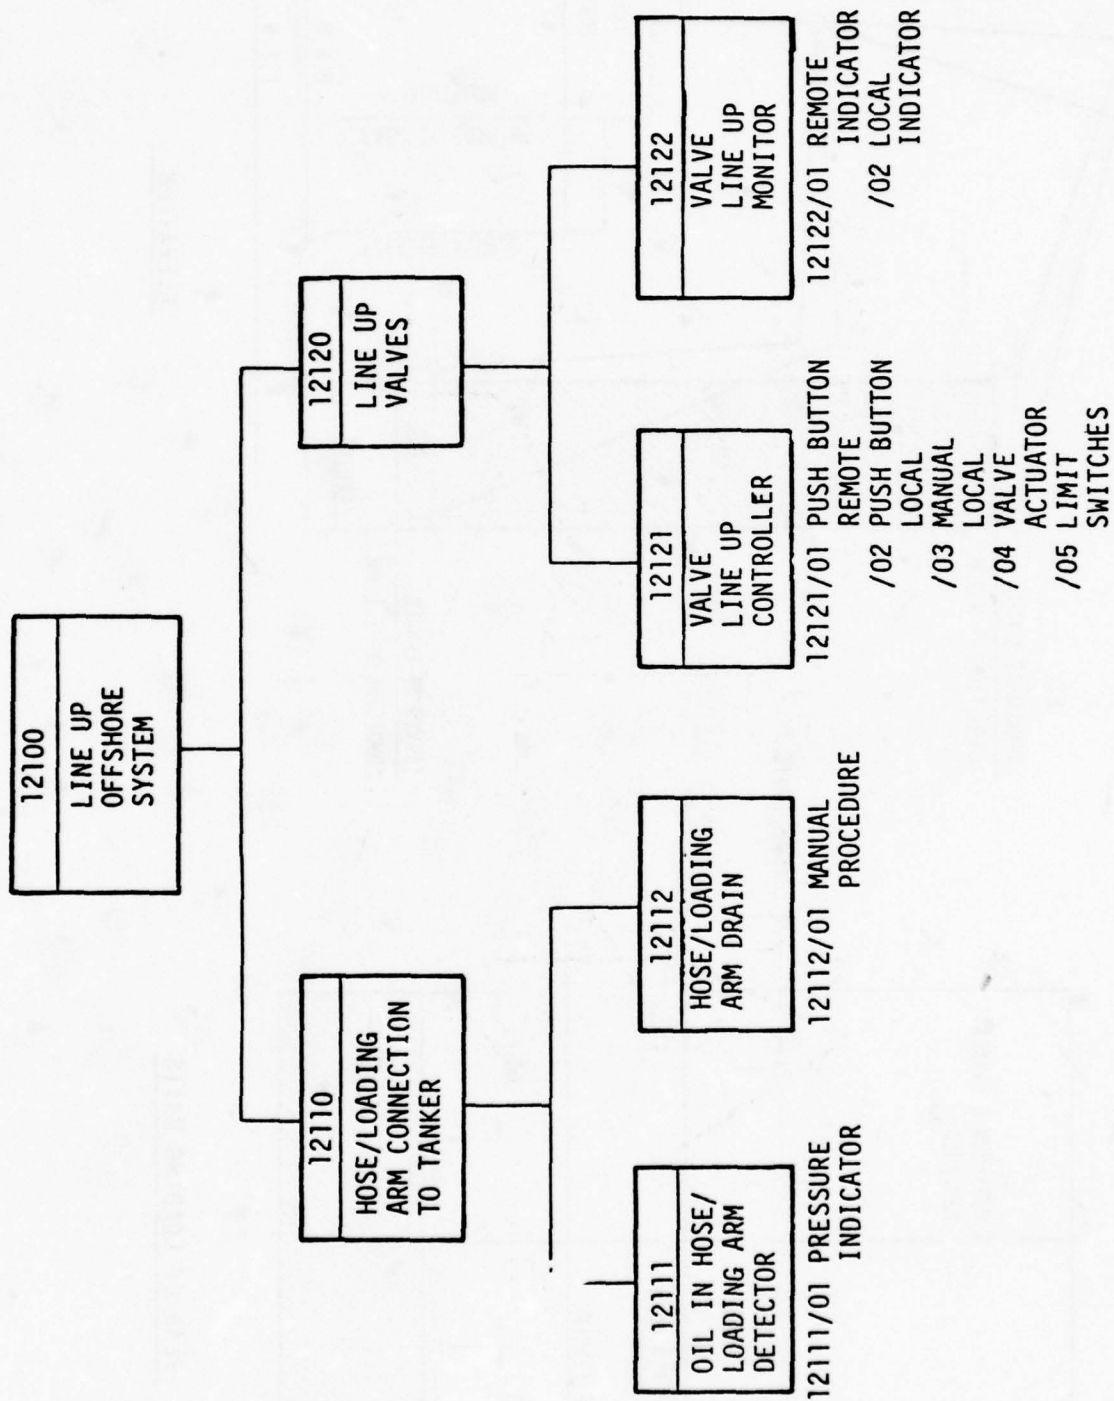 12100
LINE UP
OFFSHORE
SYSTEM
12110
HOSE/LOADING
ARM CONNECTION
TO TANKER
12120
LINE UP
VALVES
12111
OIL IN HOSE/
LOADING ARM
DETECTOR
12111/01 PRESSURE
INDICATOR
12112
HOSE/LOADING
ARM DRAIN
12112/01 MANUAL
PROCEDURE
12121
VALVE
LINE UP
CONTROLLER
12121/01 PUSH BUTTON
REMOTE
/02 PUSH BUTTON
LOCAL
/03 MANUAL
LOCAL
/04 VALVE
ACTUATOR
/05 LIMIT
SWITCHES
12122
VALVE
LINE UP
MONITOR
12122/01 REMOTE
INDICATOR
/02 LOCAL
INDICATOR